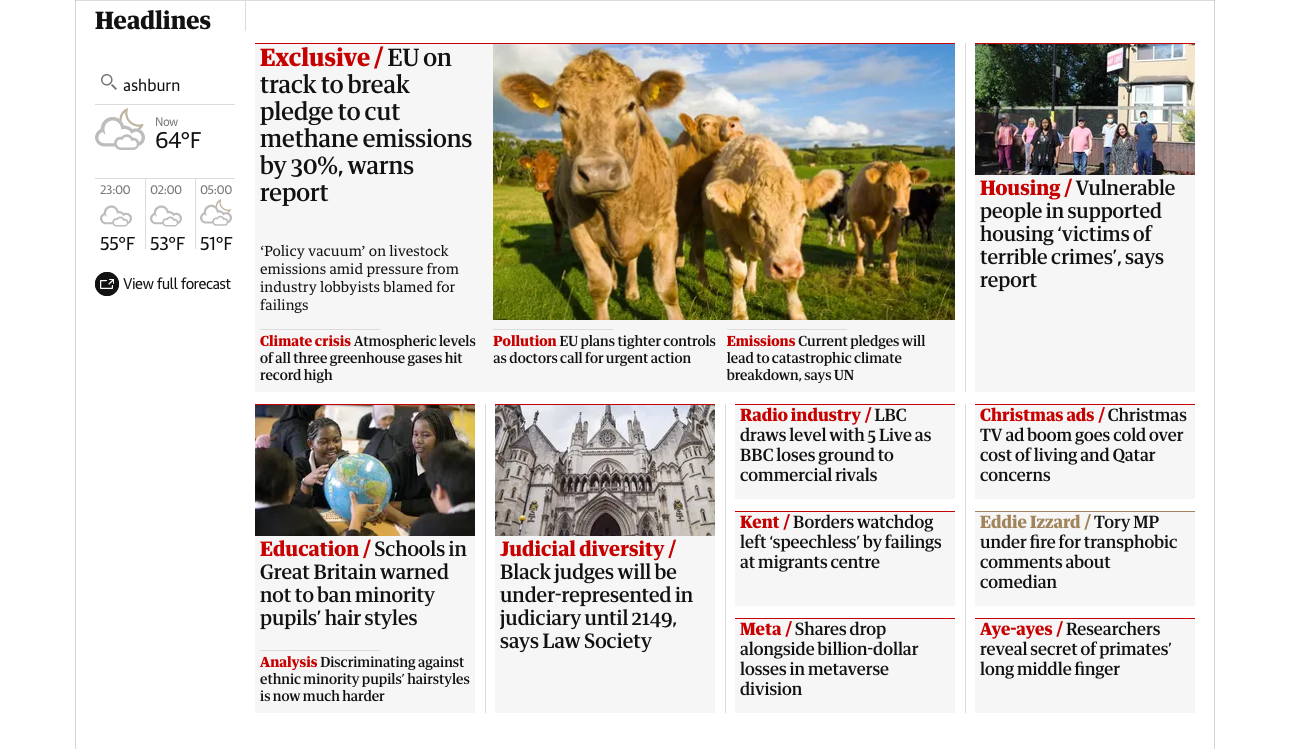 Headlines
ashburn
Now
64°F
23:00
02:00
05:00
55°F
53°F
51°F
View full forecast
Exclusive / EU on
track to break
pledge to cut
methane emissions
by 30%, warns
report
‘Policy vacuum’ on livestock
emissions amid pressure from
industry lobbyists blamed for
failings
Climate crisis Atmospheric levels
of all three greenhouse gases hit
record high
Pollution EU plans tighter controls
as doctors call for urgent action
Emissions Current pledges will
lead to catastrophic climate
breakdown, says UN
Housing / Vulnerable
people in supported
housing ‘victims of
terrible crimes’, says
report
Education / Schools in
Great Britain warned
not to ban minority
pupils’ hair styles
Analysis Discriminating against
ethnic minority pupils’ hairstyles
is now much harder
Judicial diversity /
Black judges will be
under-represented in
judiciary until 2149,
says Law Society
Radio industry / LBC
draws level with 5 Live as
BBC loses ground to
commercial rivals
Kent / Borders watchdog
left ‘speechless’ by failings
at migrants centre
Meta / Shares drop
alongside billion-dollar
losses in metaverse
division
Christmas ads / Christmas
TV ad boom goes cold over
cost of living and Qatar
concerns
Eddie Izzard / Tory MP
under fire for transphobic
comments about
comedian
Aye-ayes / Researchers
reveal secret of primates’
long middle finger